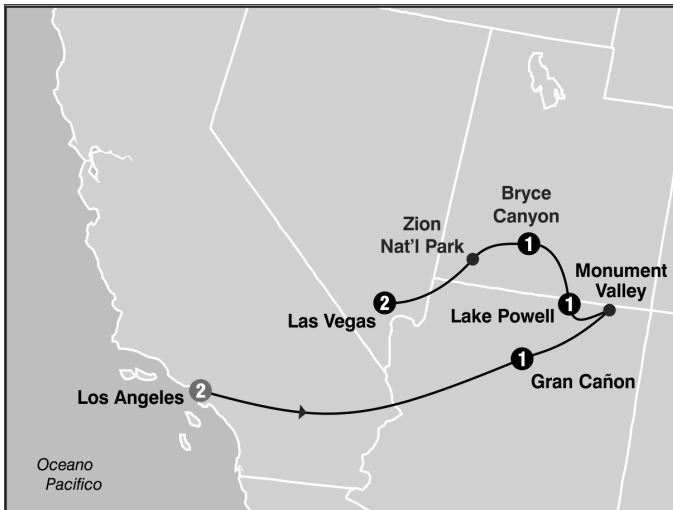 Bryce
Canyon
1
Zion
Nat'l Park
Monument
Valley
2
Las Vegas
Lake Powell
1
1
Gran Cañon
Los Angeles
2
Oceano
Pacifico